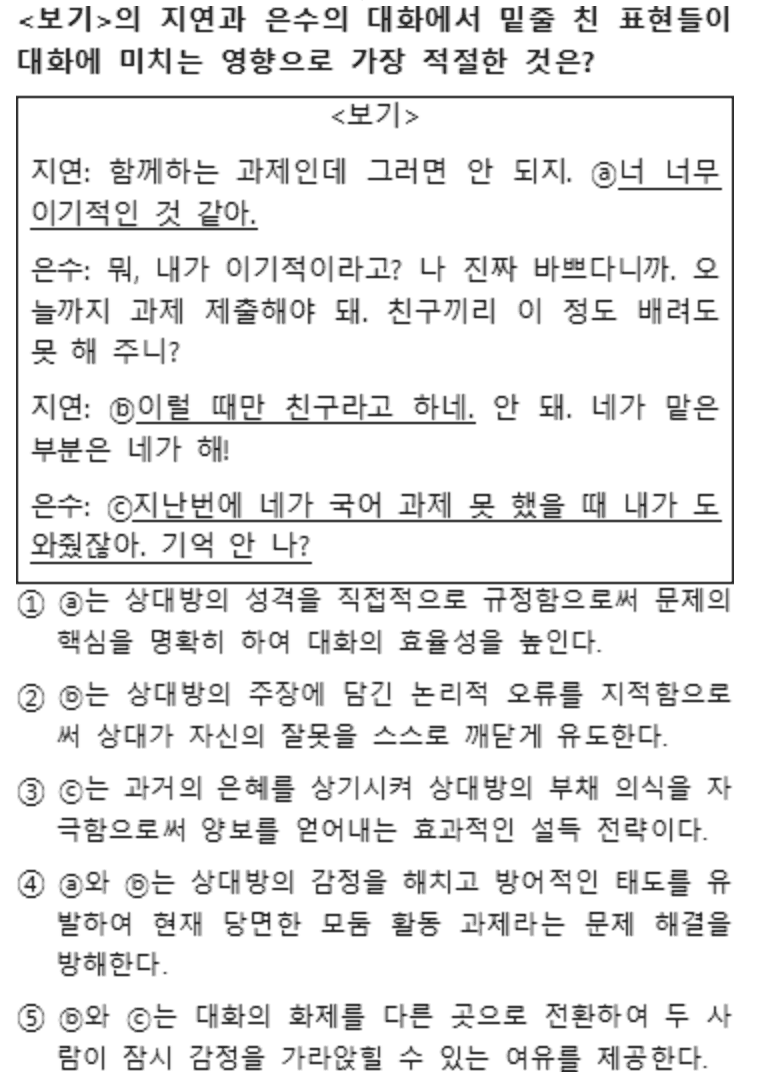 <보기>의 지연과 은수의 대화에서 밑줄 친 표현들이
대화에 미치는 영향으로 가장 적절한 것은?
<보기>
지연: 함께하는 과제인데 그러면 안 되지. ⓐ너 너무
이기적인 것 같아.
은수: 뭐, 내가 이기적이라고? 나 진짜 바쁘다니까. 오
늘까지 과제 제출해야 돼. 친구끼리 이 정도 배려도
못 해 주니?
지연: ⓑ이럴 때만 친구라고 하네. 안 돼. 네가 맡은
부분은 네가 해!
은수: ⓒ지난번에 네가 국어 과제 못 했을 때 내가 도
와줬잖아. 기억 안 나?
① ⓐ는 상대방의 성격을 직접적으로 규정함으로써 문제의
핵심을 명확히 하여 대화의 효율성을 높인다.
② ⓑ는 상대방의 주장에 담긴 논리적 오류를 지적함으로
써 상대가 자신의 잘못을 스스로 깨닫게 유도한다.
③ ⓒ는 과거의 은혜를 상기시켜 상대방의 부채 의식을 자
극함으로써 양보를 얻어내는 효과적인 설득 전략이다.
④ ⓐ와 ⓑ는 상대방의 감정을 해치고 방어적인 태도를 유
발하여 현재 당면한 모둠 활동 과제라는 문제 해결을
방해한다.
⑤ ⓑ와 ⓒ는 대화의 화제를 다른 곳으로 전환하여 두 사
람이 잠시 감정을 가라앉힐 수 있는 여유를 제공한다.